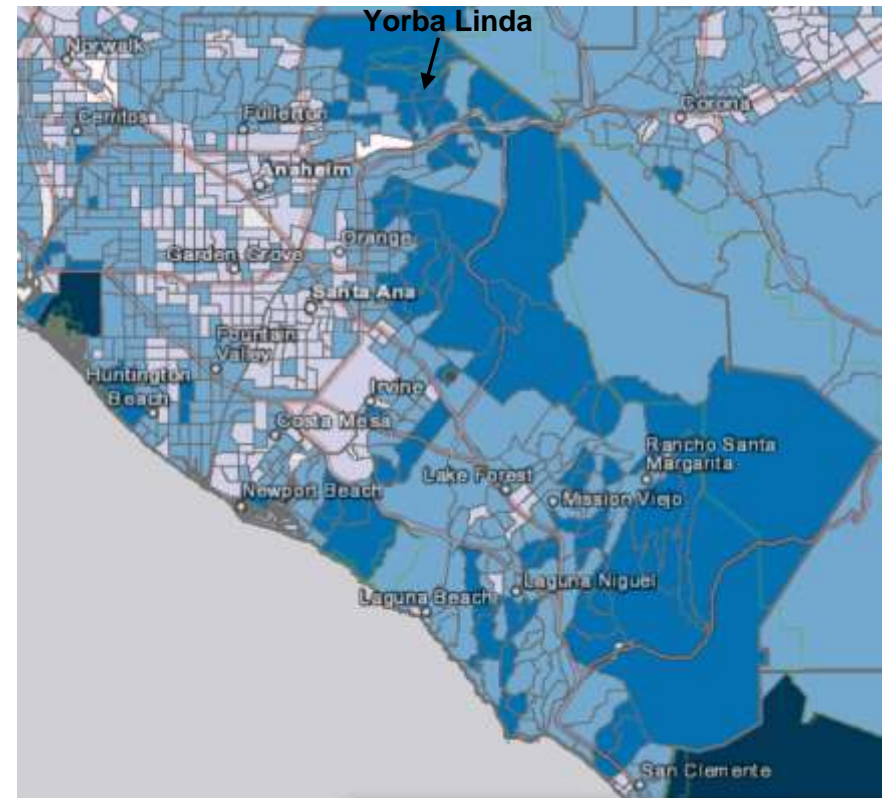 Yorba Linda
Norwalk
Cerritos
Fullerton
Corona
Anaheim
Garden Grove
Orange
Santa Ana
Fountain
Valley
Huntington
Beach
Irvine
Costa Mesa
Newport Beach
Lake Forest
Rancho Santa
Margarita
Mission Viejo
Laguna Niguel
Laguna Beach
San Clemente